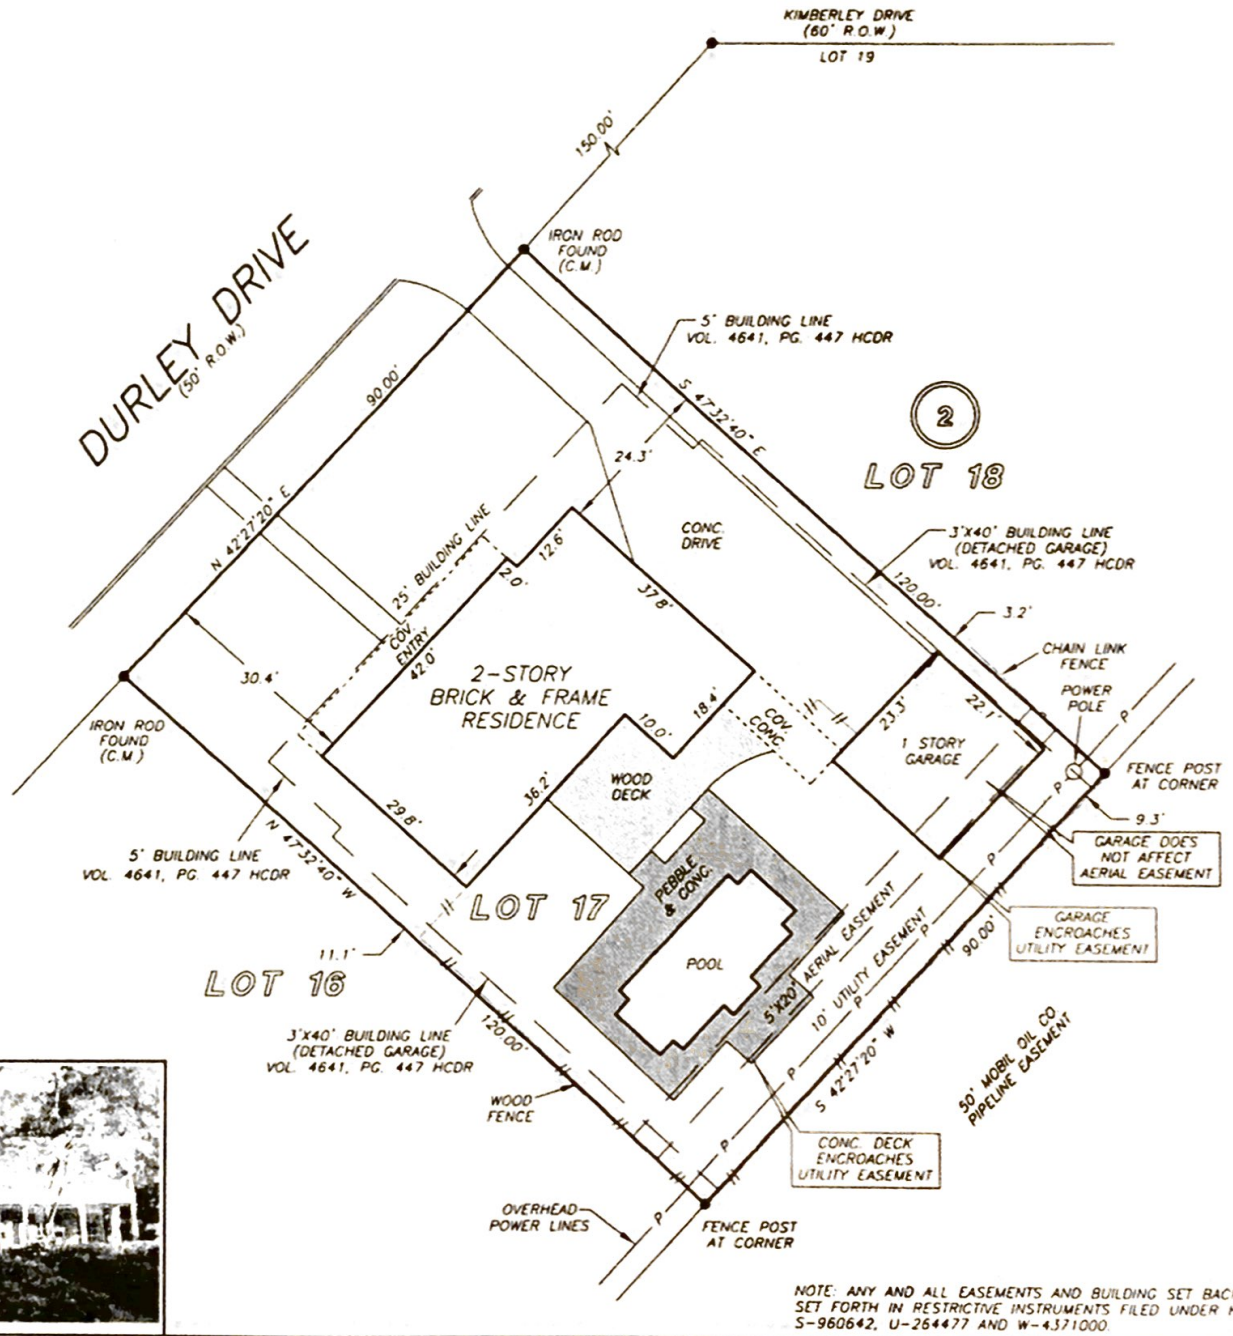 KIMBERLEY DRIVE
(60' R.O.W.)
LOT 19
150.00'
IRON ROD
FOUND
(C.M.)
DURLEY DRIVE
(50' R.O.W.)
5' BUILDING LINE
VOL. 4641, PG. 447 HCDR
90.00'
S 47°32'40" E
2
LOT 18
24.3'
N 42°27'20" E
25' BUILDING LINE
12.6'
2.0'
CONC.
DRIVE
3'X40' BUILDING LINE
(DETACHED GARAGE)
VOL. 4641, PG. 447 HCDR
120.00'
37.8'
3.2'
COV.
ENTRY
42.0'
CHAIN LINK
FENCE
30.4'
2-STORY
BRICK & FRAME
RESIDENCE
POWER
POLE
IRON ROD
FOUND
(C.M.)
10.0'
18.4'
COV.
CONC.
23.3'
22.1'
1 STORY
GARAGE
P
FENCE POST
AT CORNER
WOOD
DECK
36.2'
29.8'
P
9.3'
GARAGE DOES
NOT AFFECT
AERIAL EASEMENT
5' BUILDING LINE
VOL. 4641, PG. 447 HCDR
N 47°32'40" W
P
PEBBLE
& CONC.
LOT 17
GARAGE
ENCROACHES
UTILITY EASEMENT
P
90.00'
11.1'
LOT 16
POOL
5'X20' AERIAL EASEMENT
10' UTILITY EASEMENT
P
3'X40' BUILDING LINE
(DETACHED GARAGE)
VOL. 4641, PG. 447 HCDR
120.00'
P
S 42°27'20" W
50' MOBIL OIL CO
PIPELINE EASEMENT
WOOD
FENCE
P
CONC. DECK
ENCROACHES
UTILITY EASEMENT
OVERHEAD
POWER LINES
P
FENCE POST
AT CORNER
NOTE: ANY AND ALL EASEMENTS AND BUILDING SET
SET FORTH IN RESTRICTIVE INSTRUMENTS FILED UNDER
S-960642, U-264477 AND W-4371000.